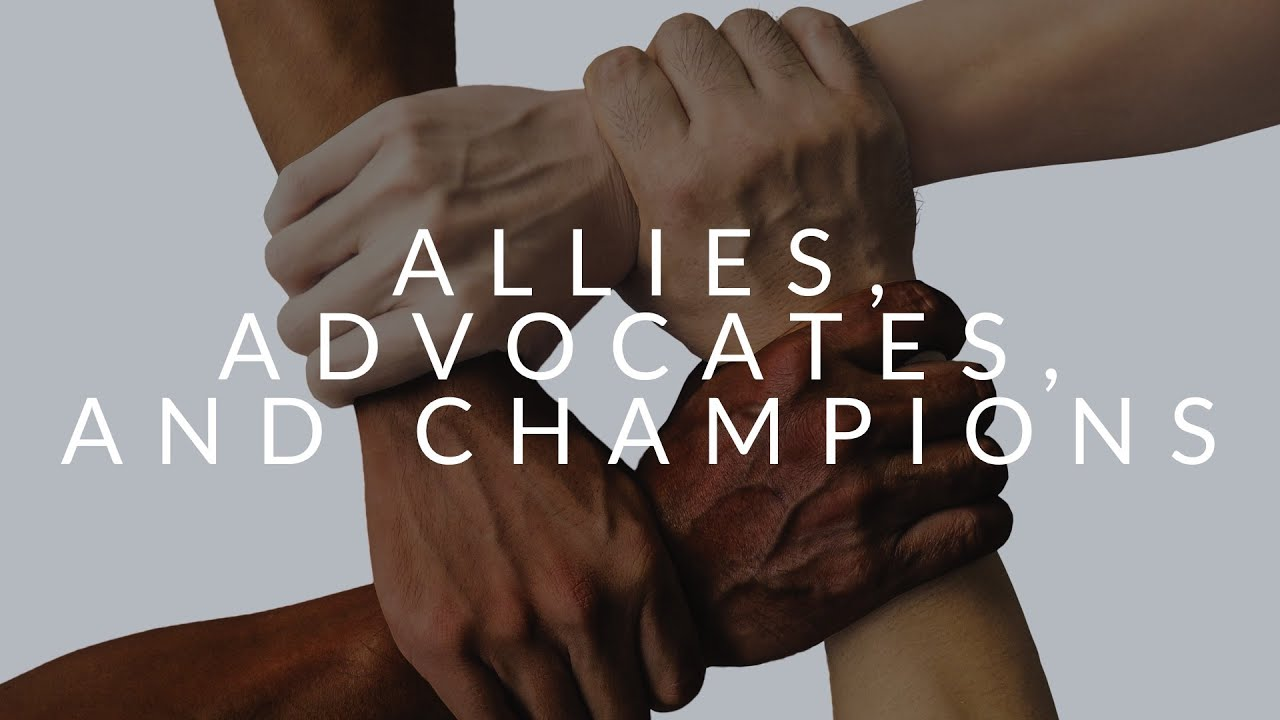 ALLIES,
ADVOCATES,
AND CHAMPIONS